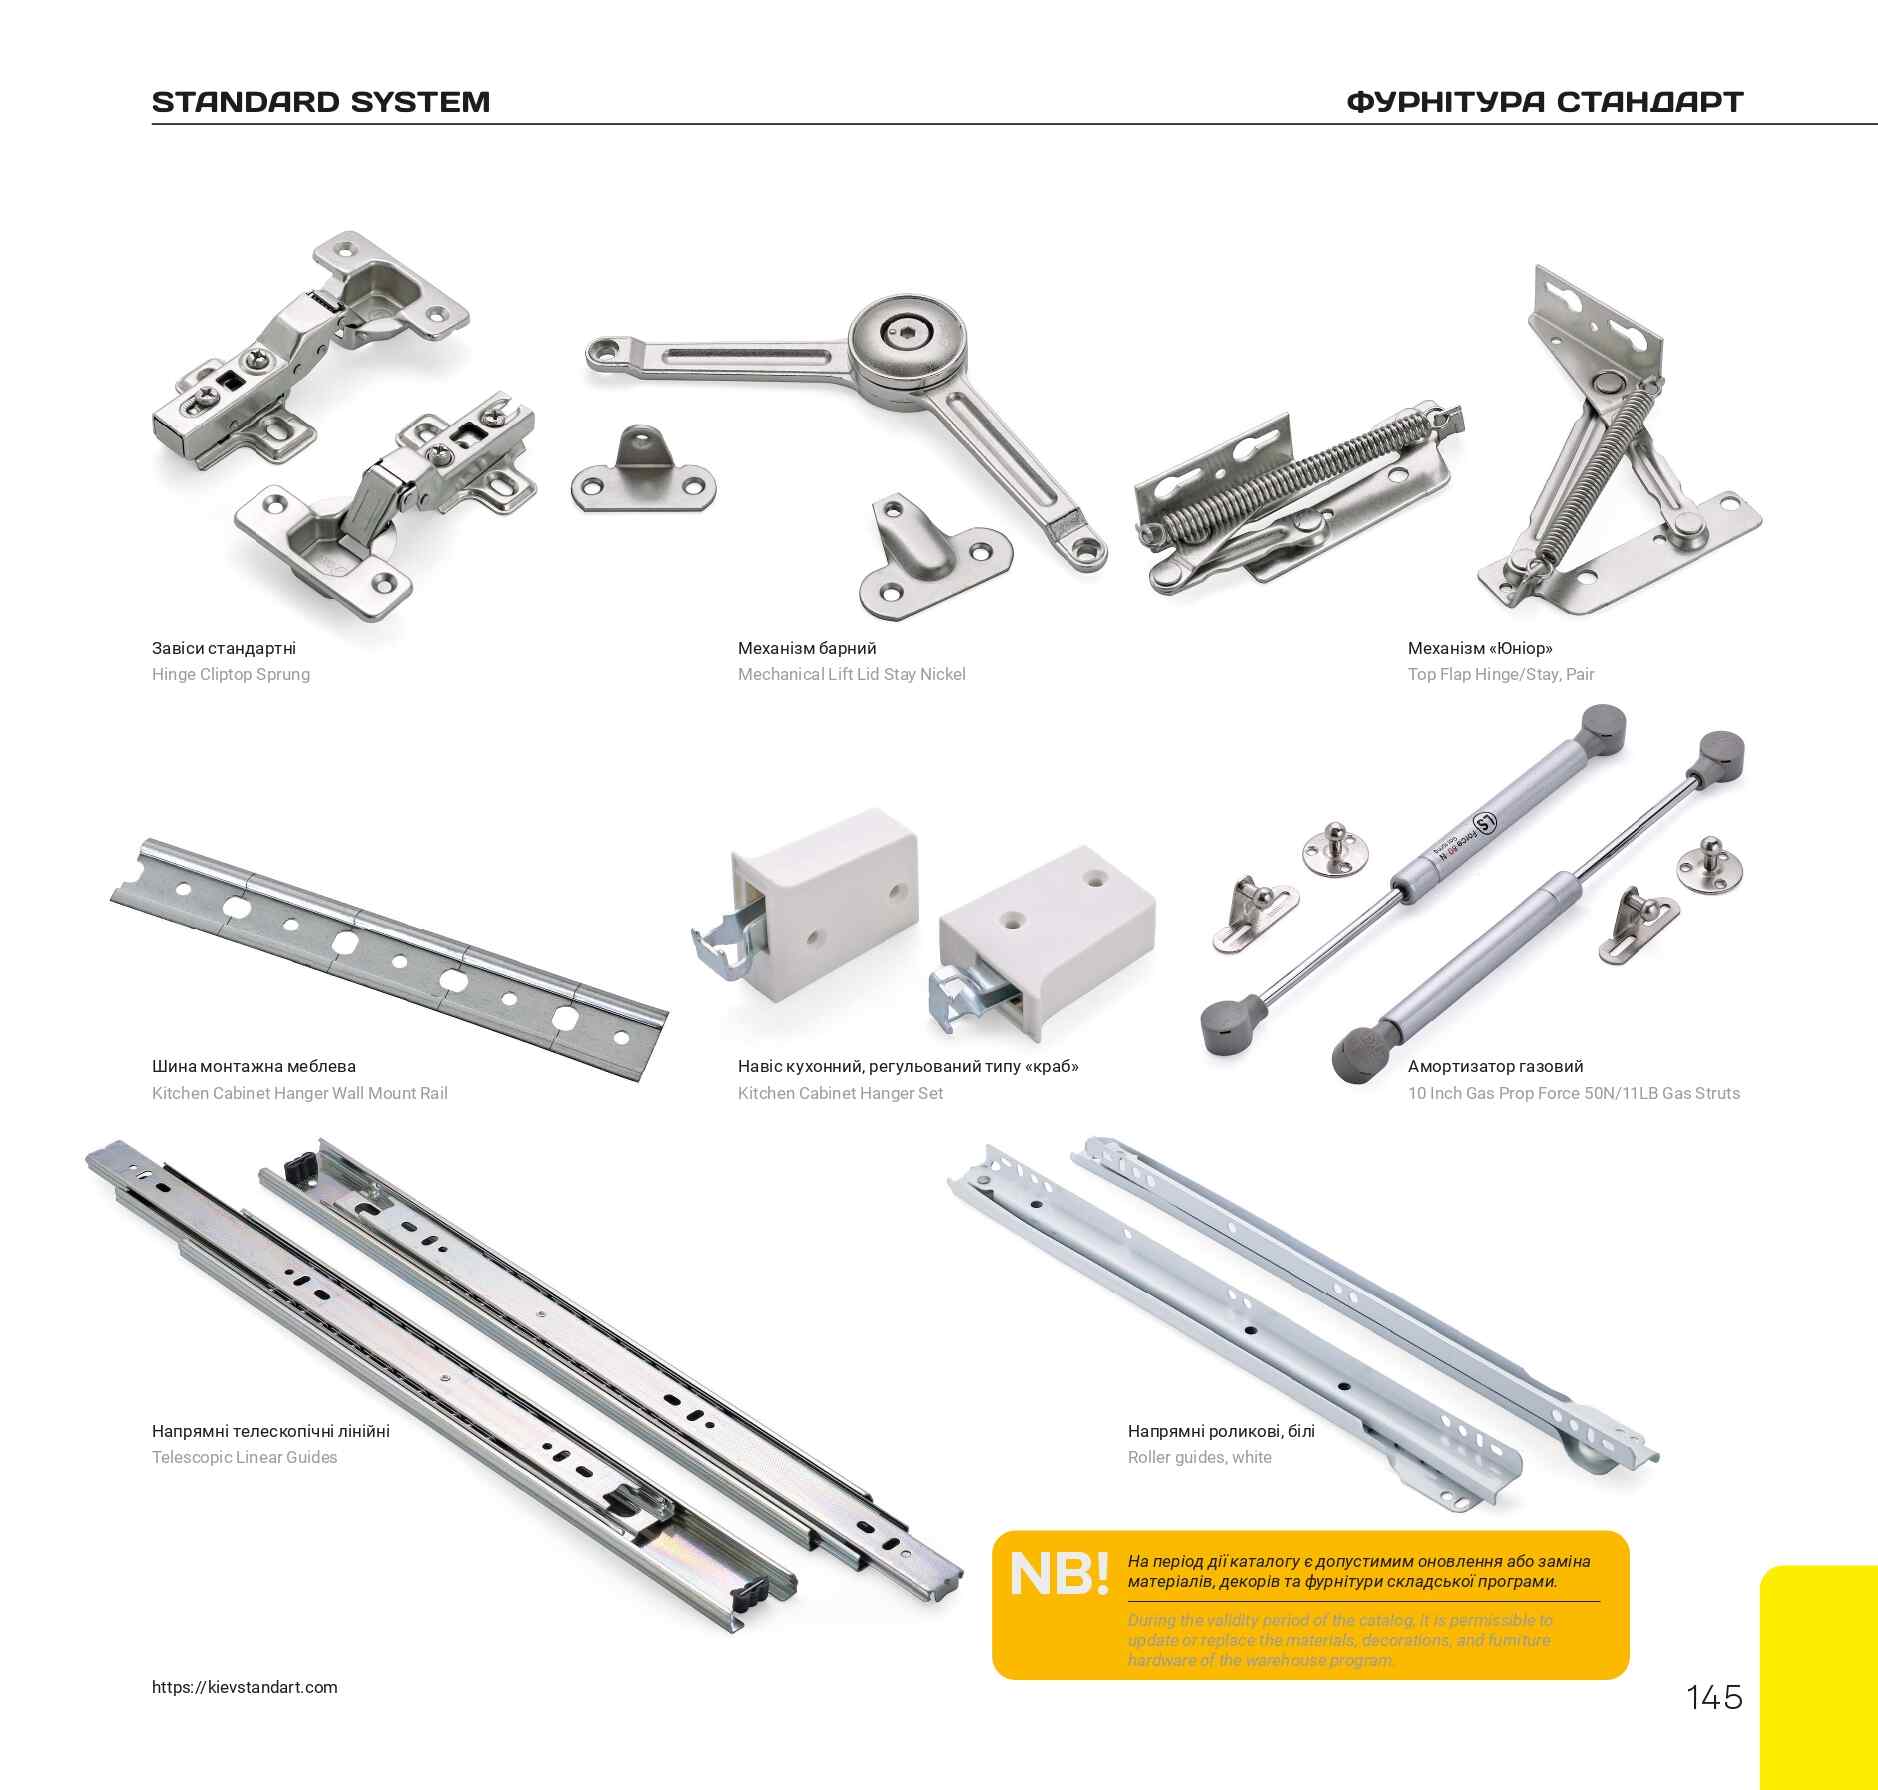 STANDARD SYSTEM
ФУРНІТУРА СТАНДАРТ
Завіси стандартні
Hinge Cliptop Sprung
Механізм барний
Mechanical Lift Lid Stay Nickel
Механізм «Юніор»
Top Flap Hinge/Stay, Pair
LS
Force 50 N
Шина монтажна меблева
Kitchen Cabinet Hanger Wall Mount Rail
Навіс кухонний, регульований типу «краб»
Kitchen Cabinet Hanger Set
Амортизатор газовий
10 Inch Gas Prop Force 50N/11LB Gas Struts
Напрямні телескопічні лінійні
Telescopic Linear Guides
Напрямні роликові, білі
Roller guides, white
NB!
На період дії каталогу є допустимим оновлення або заміна
матеріалів, декорів та фурнітури складської програми.
During the validity period of the catalog, it is permissible to
update or replace the materials, decorations, and furniture
hardware of the warehouse program.
https://kievstandart.com
145